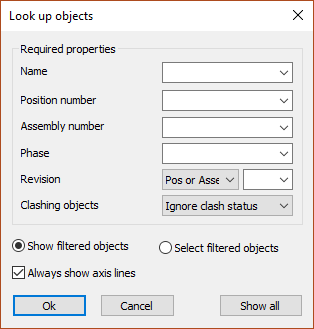 Look up objects
Required properties
Name
Position number
Assembly number
Phase
Revision Pos or Asse
Clashing objects Ignore clash status
Show filtered objects Select filtered objects
Always show axis lines
Ok Cancel Show all